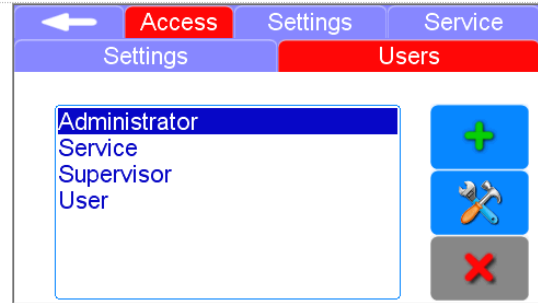 Access Settings Service
Settings Users
Administrator
Service
Supervisor
User